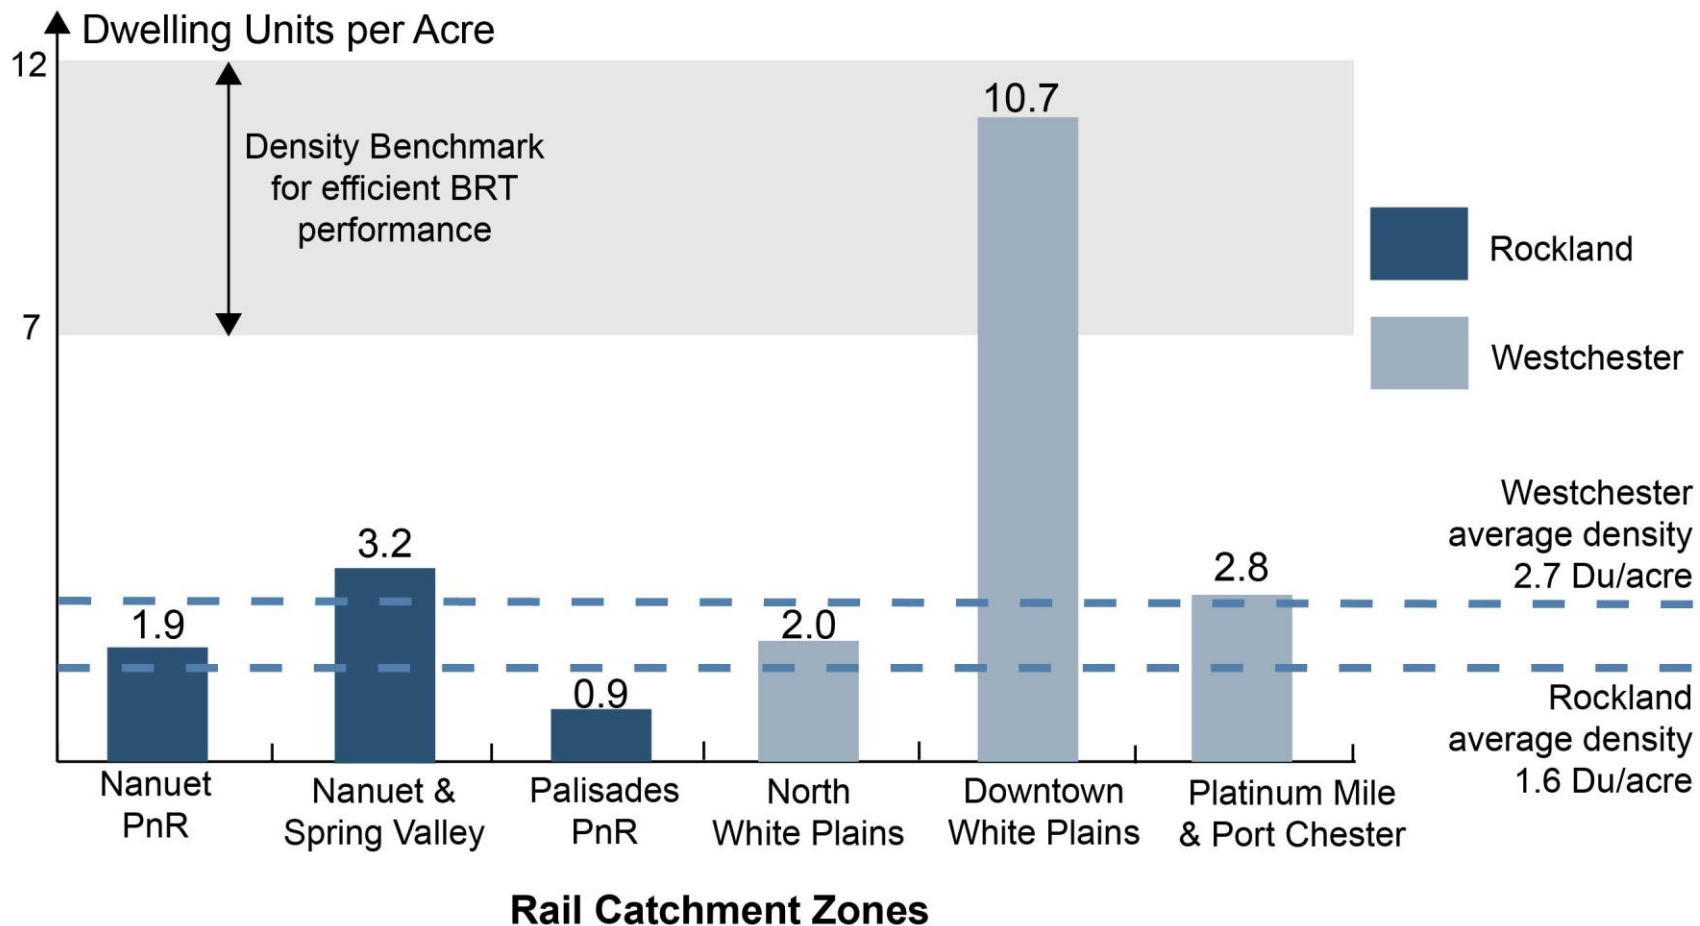 Dwelling Units per Acre
12
7
Density Benchmark
for efficient BRT
performance
10.7
3.2
1.9
0.9
2.0
2.8
Rockland
Westchester
Westchester
average density
2.7 Du/acre
Rockland
average density
1.6 Du/acre
Nanuet
PnR
Nanuet &
Spring Valley
Palisades
PnR
North
White Plains
Downtown
White Plains
Platinum Mile
& Port Chester
Rail Catchment Zones